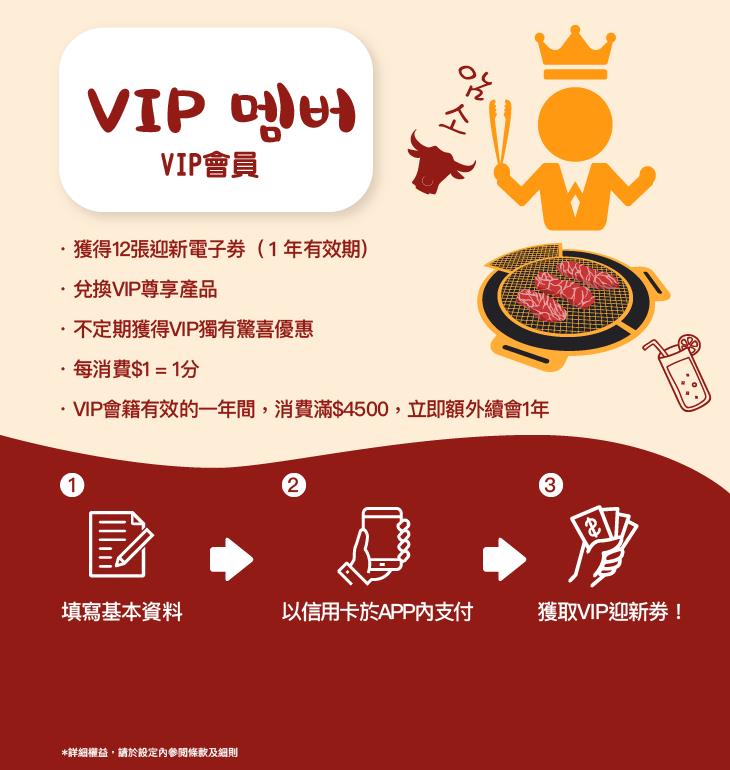 암
소
VIP 멤버
VIP會員
· 獲得12張迎新電子券（1 年有效期）
· 兌換VIP尊享產品
· 不定期獲得VIP獨有驚喜優惠
· 每消費$1 = 1分
· VIP會籍有效的一年間，消費滿$4500，立即額外續會1年
1
2
3
填寫基本資料
以信用卡於APP內支付
獲取VIP迎新券！
*詳細權益，請於設定內參閱條款及細則